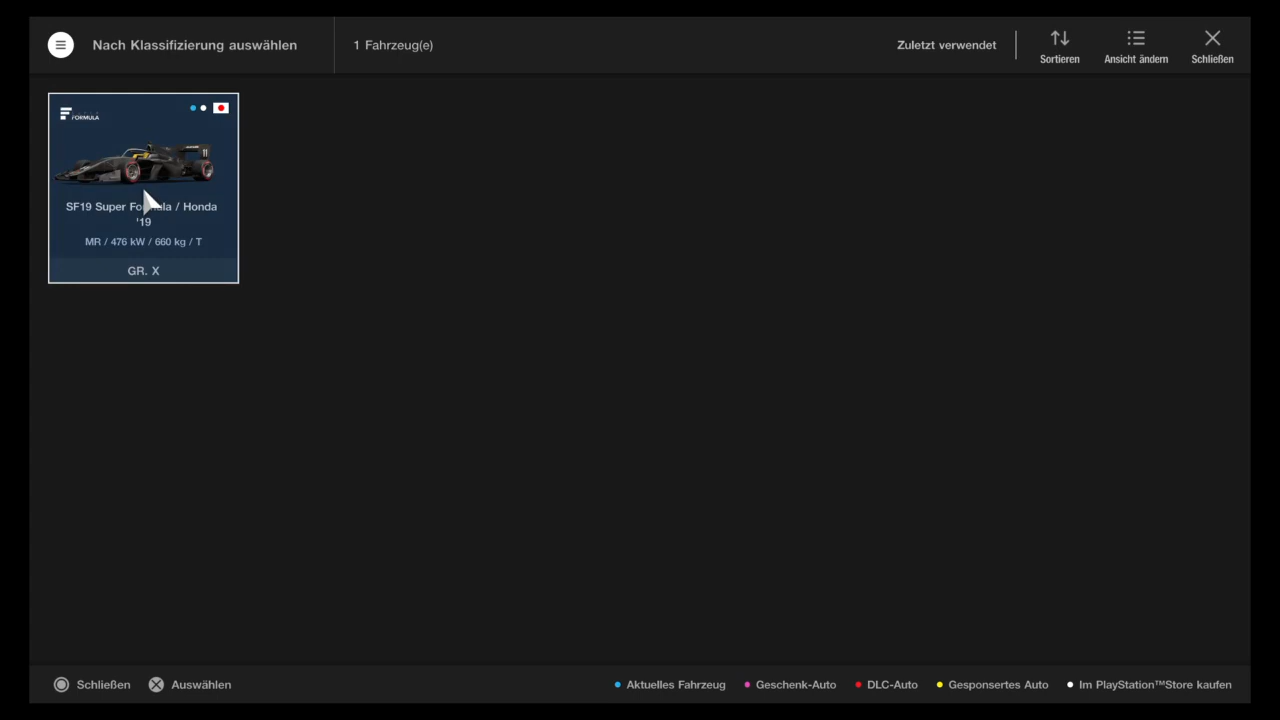 Nach Klassifizierung auswählen
1 Fahrzeug(e)
Zuletzt verwendet
Sortieren
Ansicht ändern
Schließen
FORMULA
11
SF19 Super / Honda
'19
MR / 476 kW / 660 kg / T
GR. X
Schließen
Auswählen
Aktuelles Fahrzeug
Geschenk-Auto
DLC-Auto
Gesponsertes Auto
Im PlayStation™Store kaufen